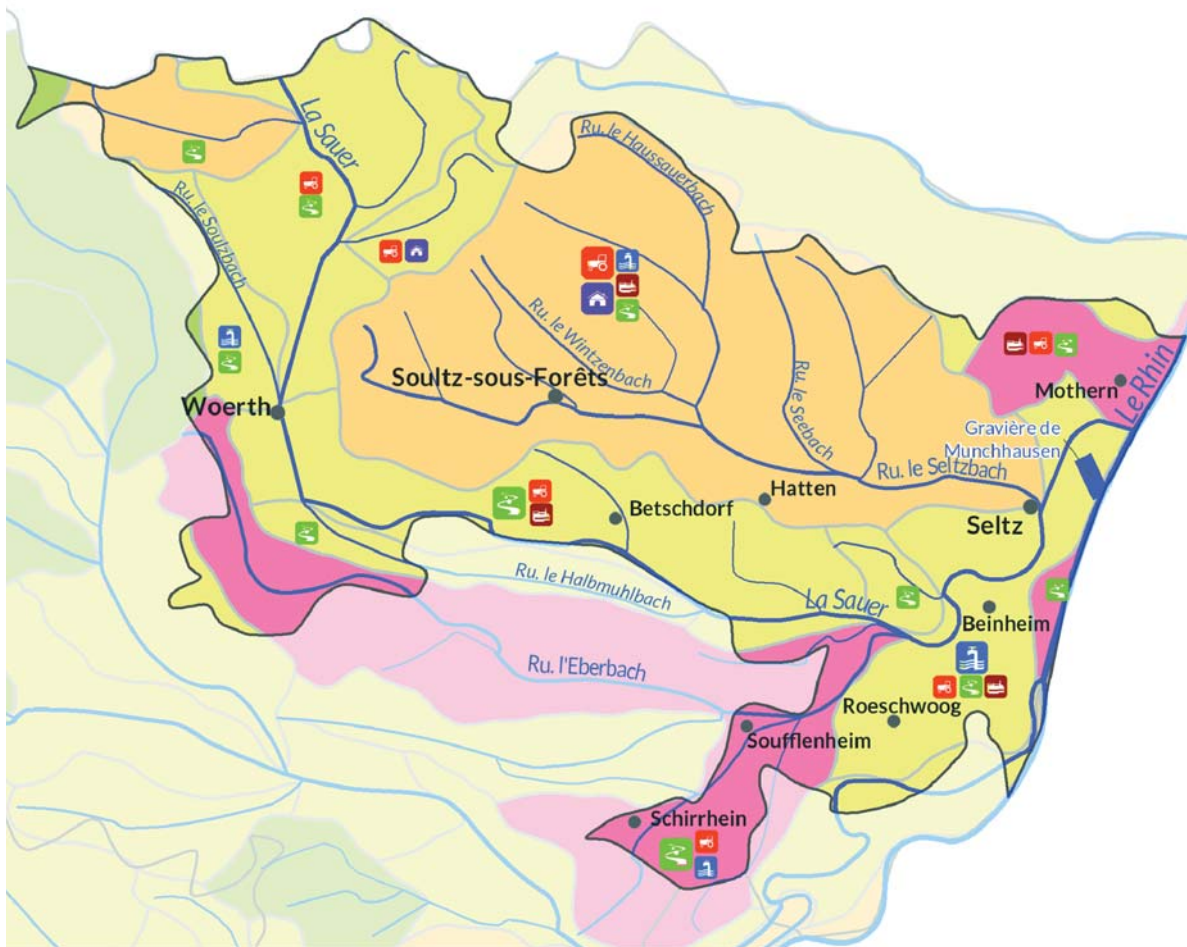 La Sauer
Ru. le Haussauerbach
Ru. le Soulzbach
Ru. le Wintzenbach
Soultz-sous-Forêts
Ru. le Seebach
Mothern
Le Rhin
Woerth
Gravière de
Munchhausen
Ru. le Seltzbach
Hatten
Betschdorf
Seltz
Ru. le Halbmuhlbach
La Sauer
Beinheim
Ru. l'Eberbach
Roeschwoog
Soufflenheim
Schirrhein